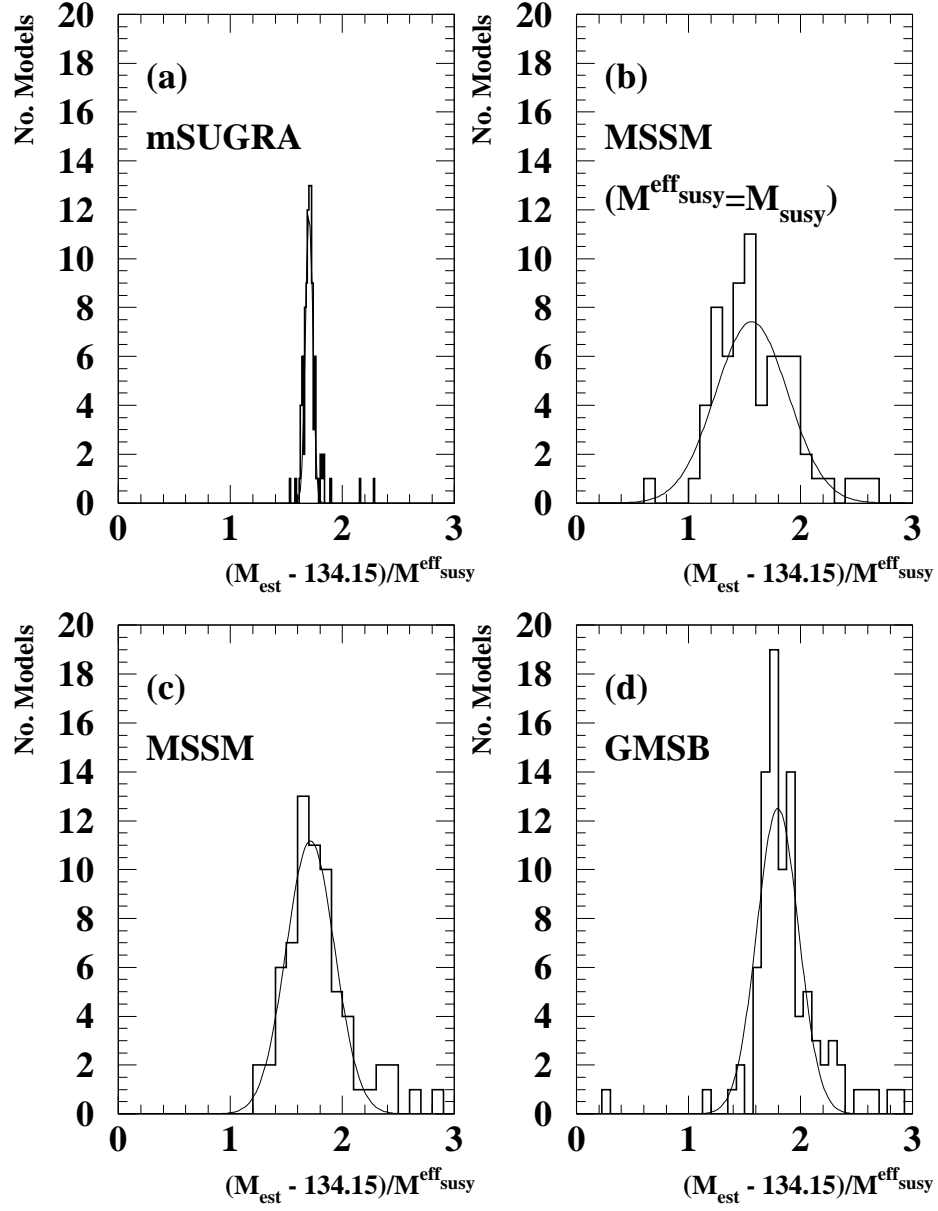 No. Models
20
18
16
14
12
10
8
6
4
2
0
(a)
mSUGRA
0 1 2 3
(M_est - 134.15)/M^eff_susy
No. Models
20
18
16
14
12
10
8
6
4
2
0
(b)
MSSM
(M^eff_susy=M_susy)
0 1 2 3
(M_est - 134.15)/M^eff_susy
No. Models
20
18
16
14
12
10
8
6
4
2
0
(c)
MSSM
0 1 2 3
(M_est - 134.15)/M^eff_susy
No. Models
20
18
16
14
12
10
8
6
4
2
0
(d)
GMSB
0 1 2 3
(M_est - 134.15)/M^eff_susy